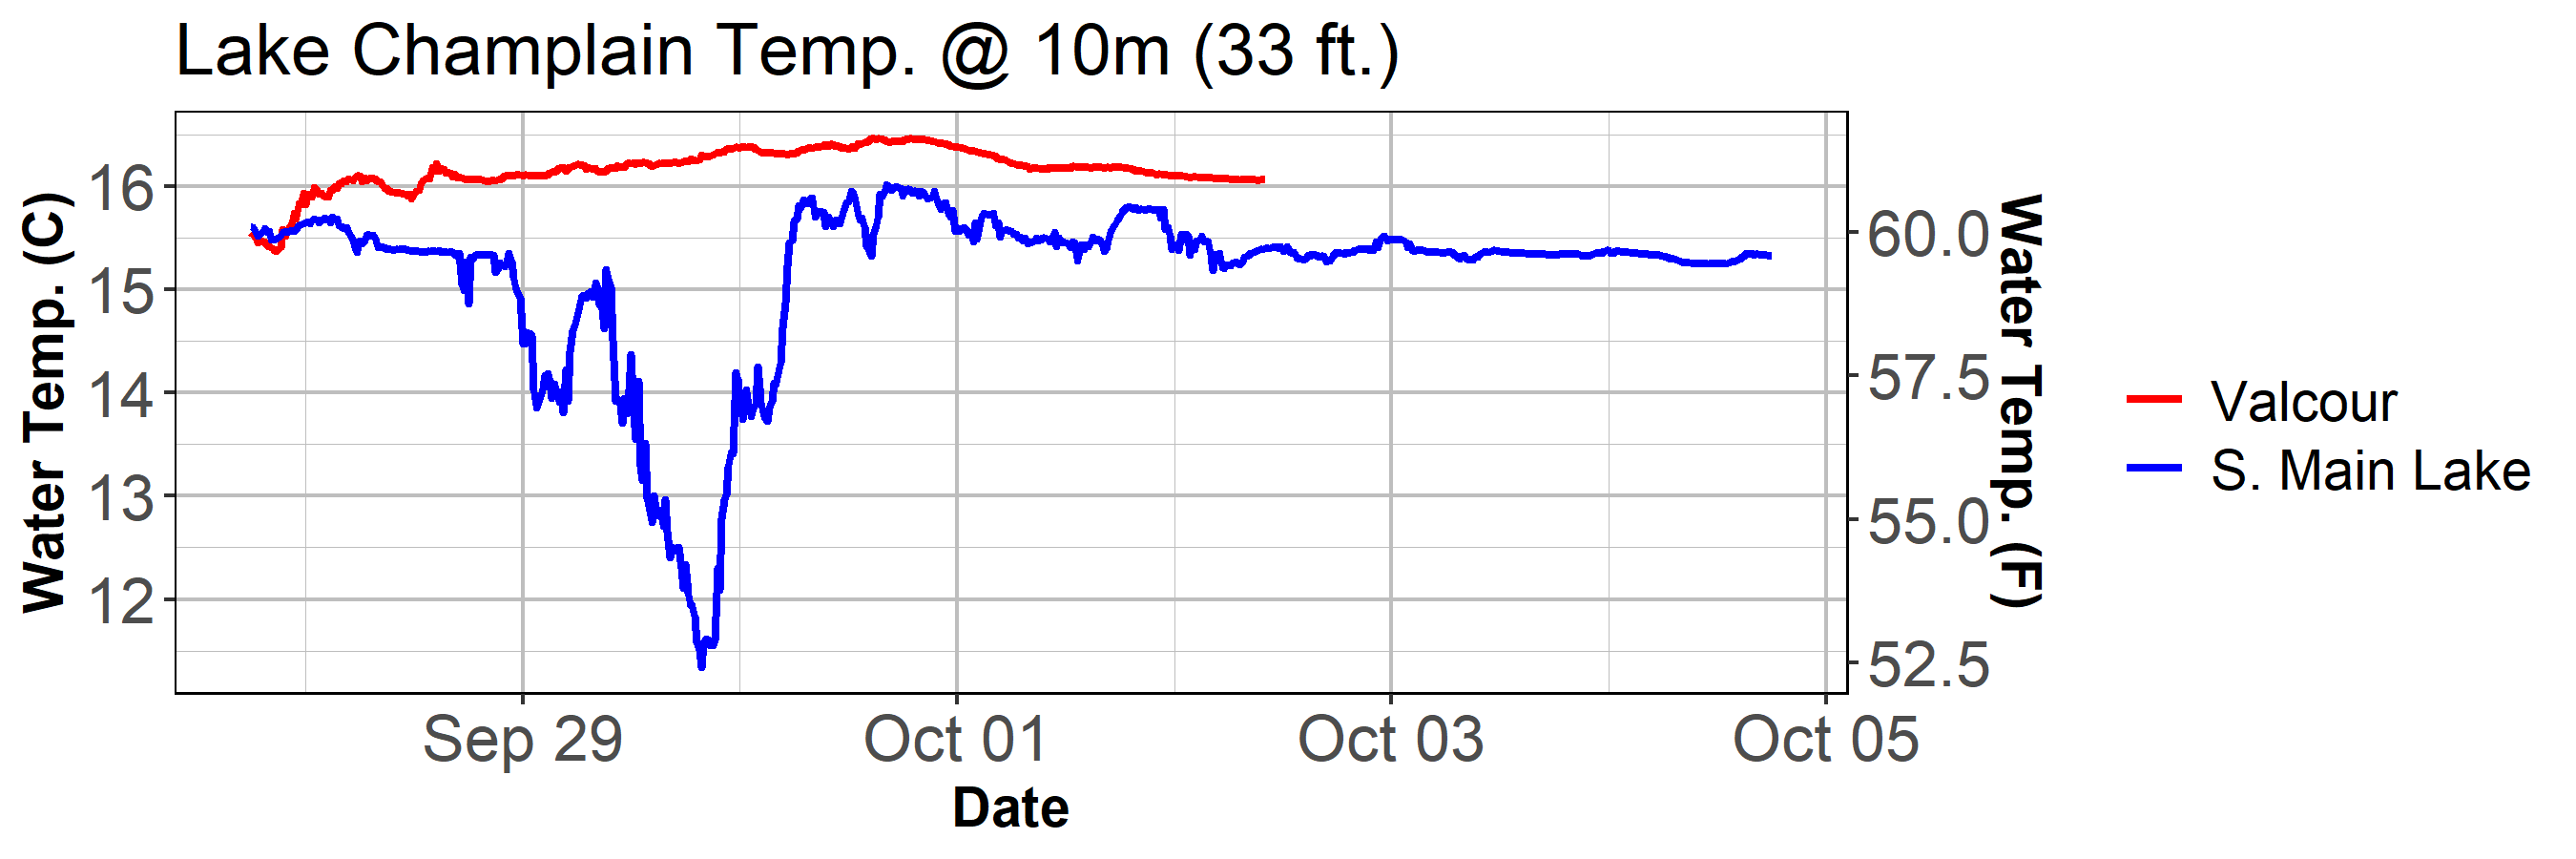 Lake Champlain Temp. @ 10m (33 ft.)
Water Temp. (C)
16
15
14
13
12
60.0
57.5
55.0
52.5
Water Temp. (F)
Sep 29
Oct 01
Oct 03
Oct 05
Date
Valcour
S. Main Lake